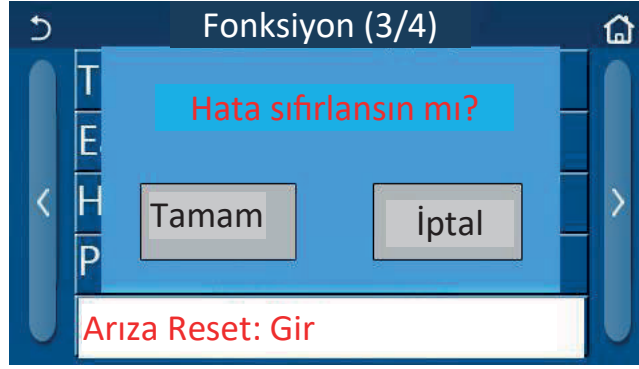 Fonksiyon (3/4)
T
Hata sıfırlansın mı?
E
H
Tamam
İptal
P
Arıza Reset: Gir